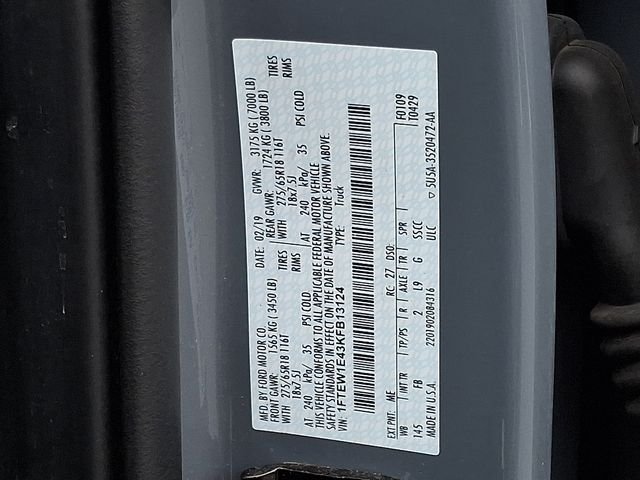 MFD. BY FORD MOTOR CO.
DATE: 02/19 GVWR: 3175 KG ( 7000 LB)
FRONT GAWR: 1565 KG ( 3450 LB) REAR GAWR: 1724 KG ( 3800 LB)
WITH 275/65R18 116T TIRES WITH 275/65R18 116T TIRES
18x7.5J RIMS 18x7.5J RIMS
AT 240 kPa/ 35 PSI COLD AT 240 kPa/ 35 PSI COLD
THIS VEHICLE CONFORMS TO ALL APPLICABLE FEDERAL MOTOR VEHICLE
SAFETY STANDARDS IN EFFECT ON THE DATE OF MANUFACTURE SHOWN ABOVE.
VIN: 1FTEW1E43KFB13124 TYPE: Truck
F0109
T0429
EXT PNT: ME RC: 27 DSO:
WB INT TR TP/PS R AXLE TR SPR
145 FB 2 L9 G SSCC
MADE IN U.S.A. 2201902084316 ULC ▽ 5U5A-3520472-AA